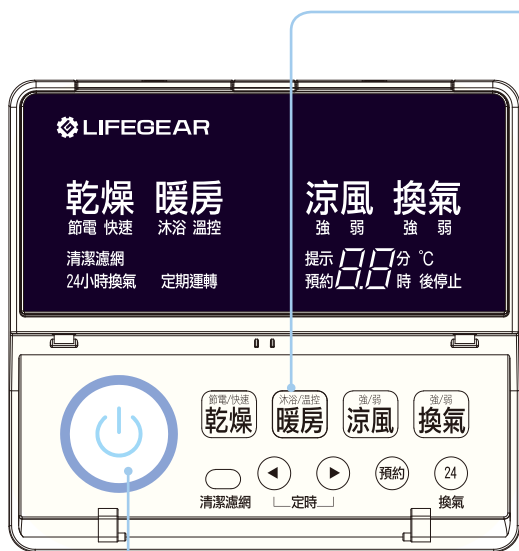 LIFEGEAR
乾燥 暖房 涼風 換氣
節電 快速 沐浴 溫控 強 弱 強 弱
清潔濾網 提示 88 分 °C
24小時換氣 定期運轉 預約 時 後停止
節電/快速 沐浴/溫控 強/弱 強/弱
乾燥 暖房 涼風 換氣
預約 24
清潔濾網 定時 換氣